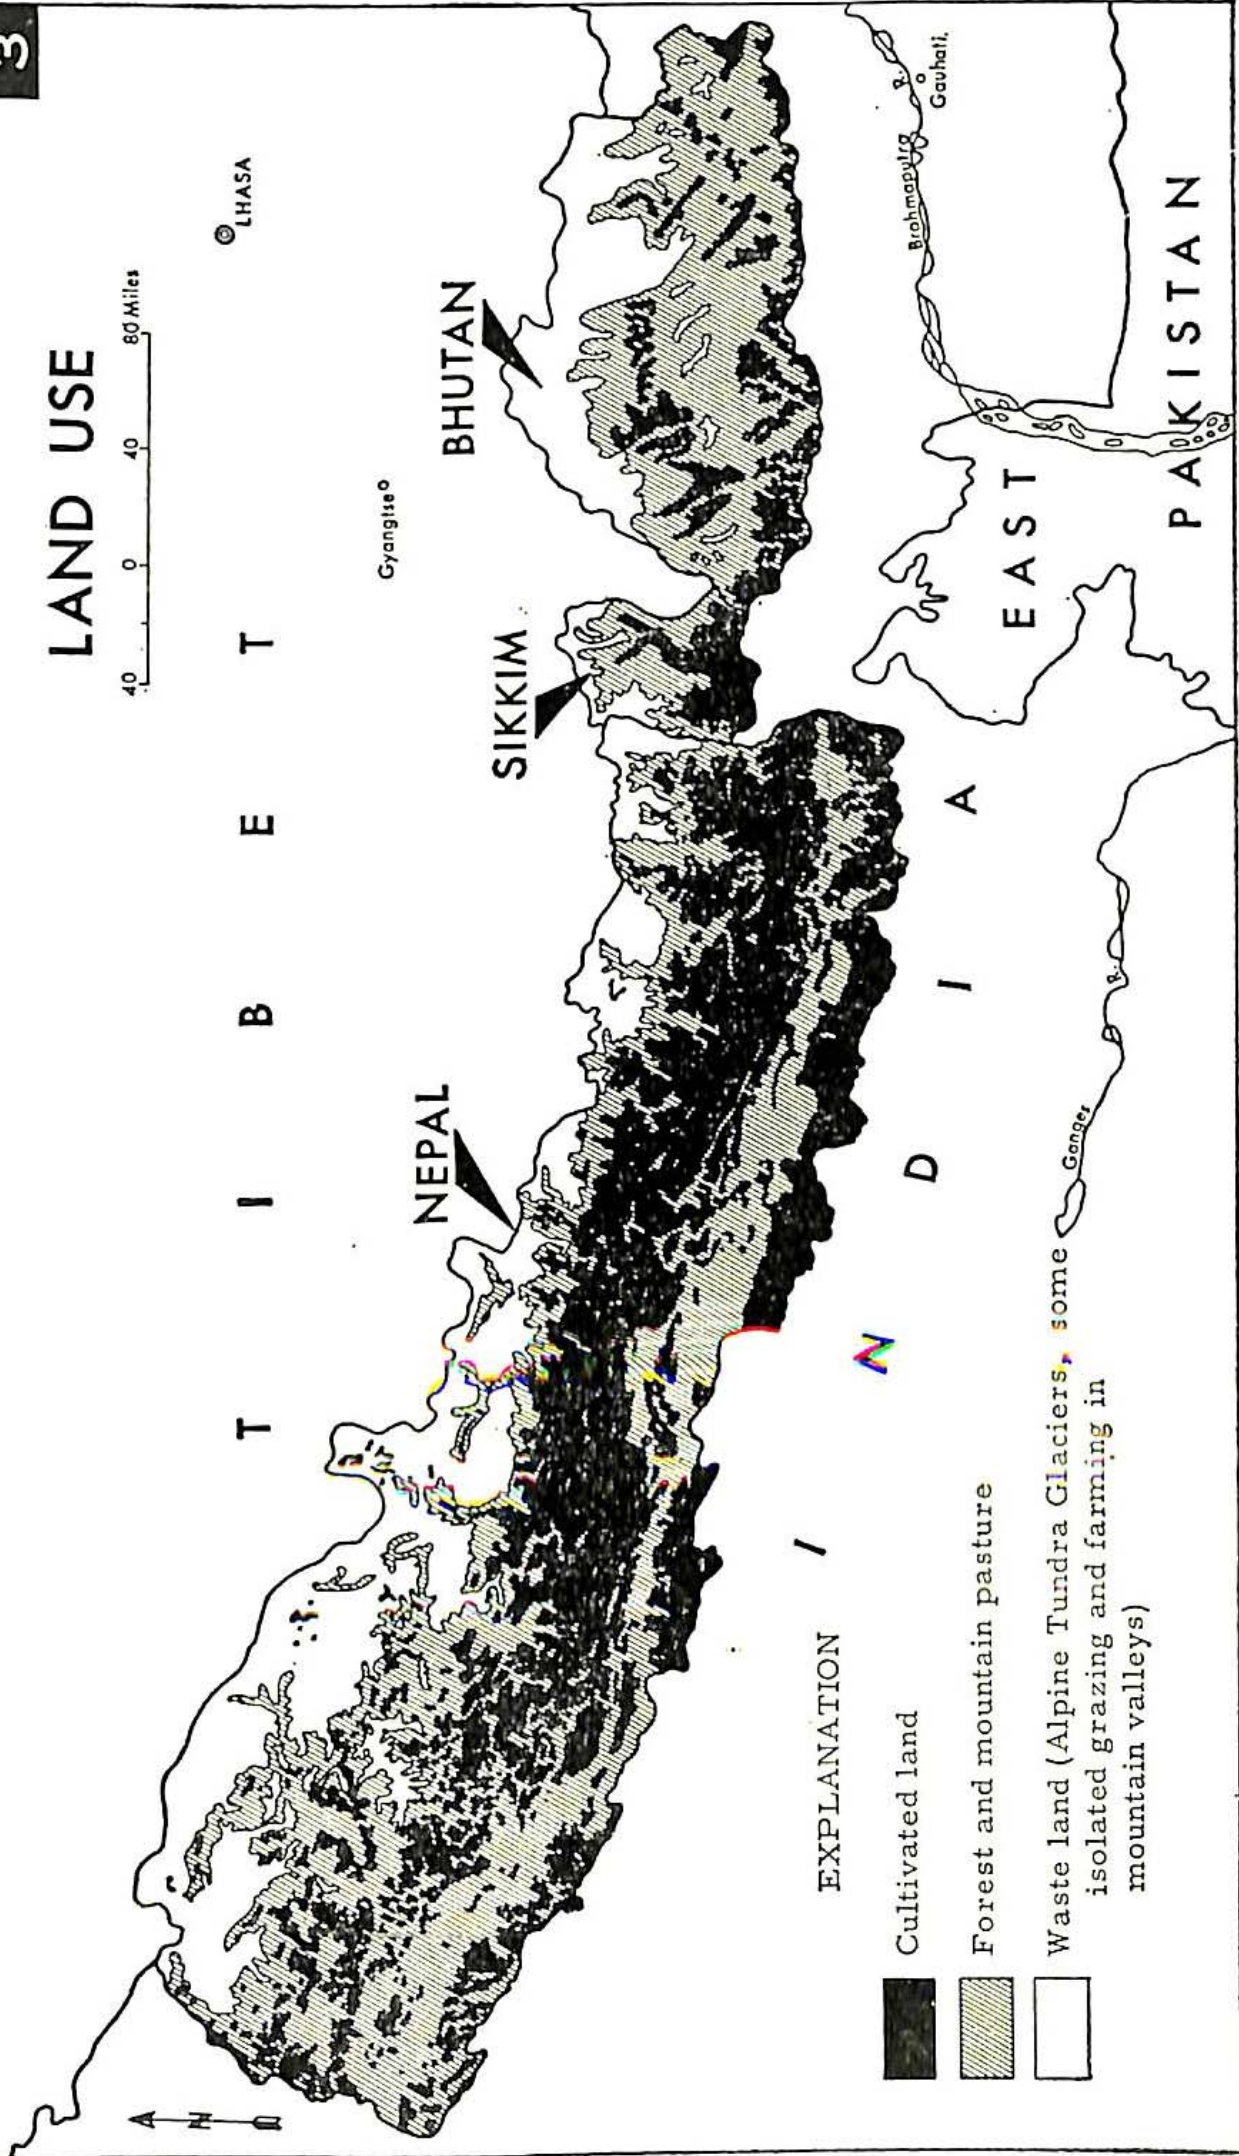 3
LAND USE
40 0 40 80 Miles
LHASA
Gyangtse
T I B E T
BHUTAN
SIKKIM
NEPAL
Brahmaputra R.
Gauhati.
EAST
PAKISTAN
I N D I A
Ganges R.
EXPLANATION
Cultivated land
Forest and mountain pasture
Waste land (Alpine Tundra Glaciers, some
isolated grazing and farming in
mountain valleys)
N